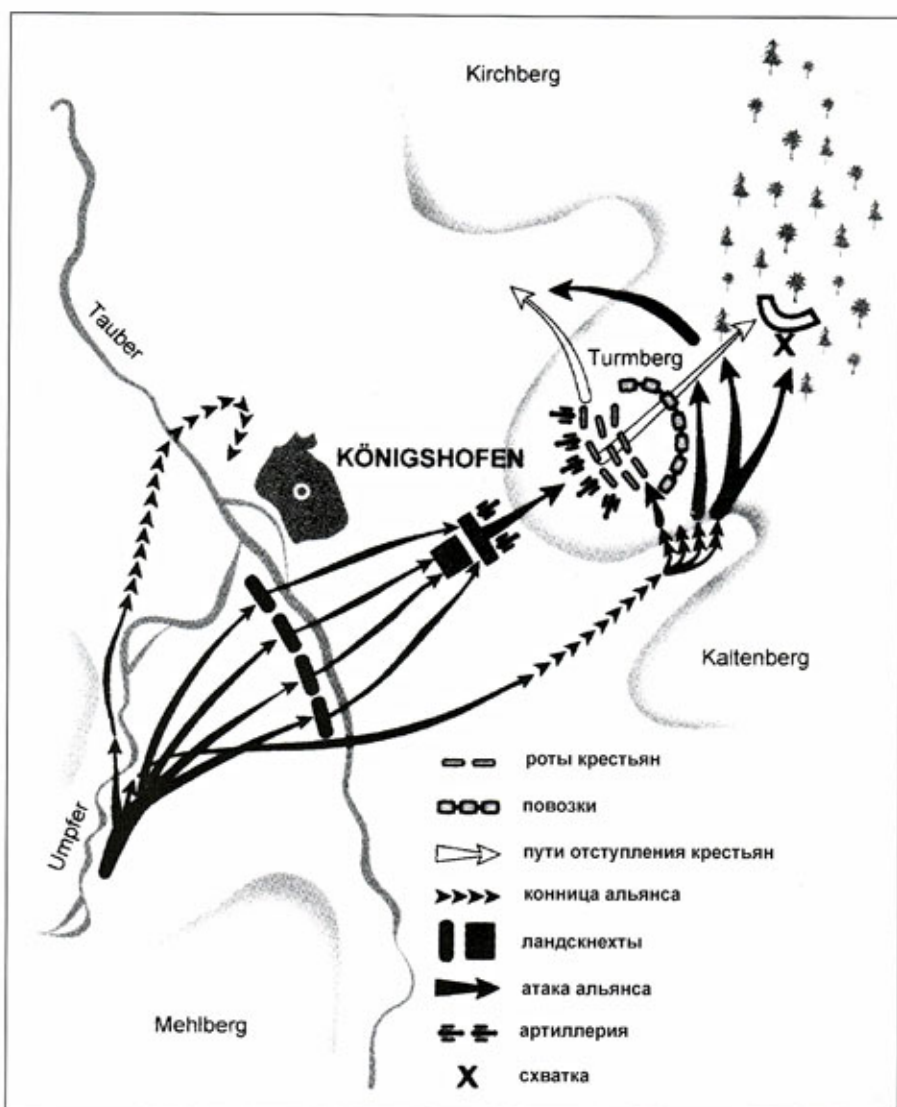 Kirchberg
Tauber
Turmberg
KÖNIGSHOFEN
Kaltenberg
Umpfer
Mehlberg
роты крестьян
повозки
пути отступления крестьян
конница альянса
ландскнехты
атака альянса
артиллерия
X
схватка